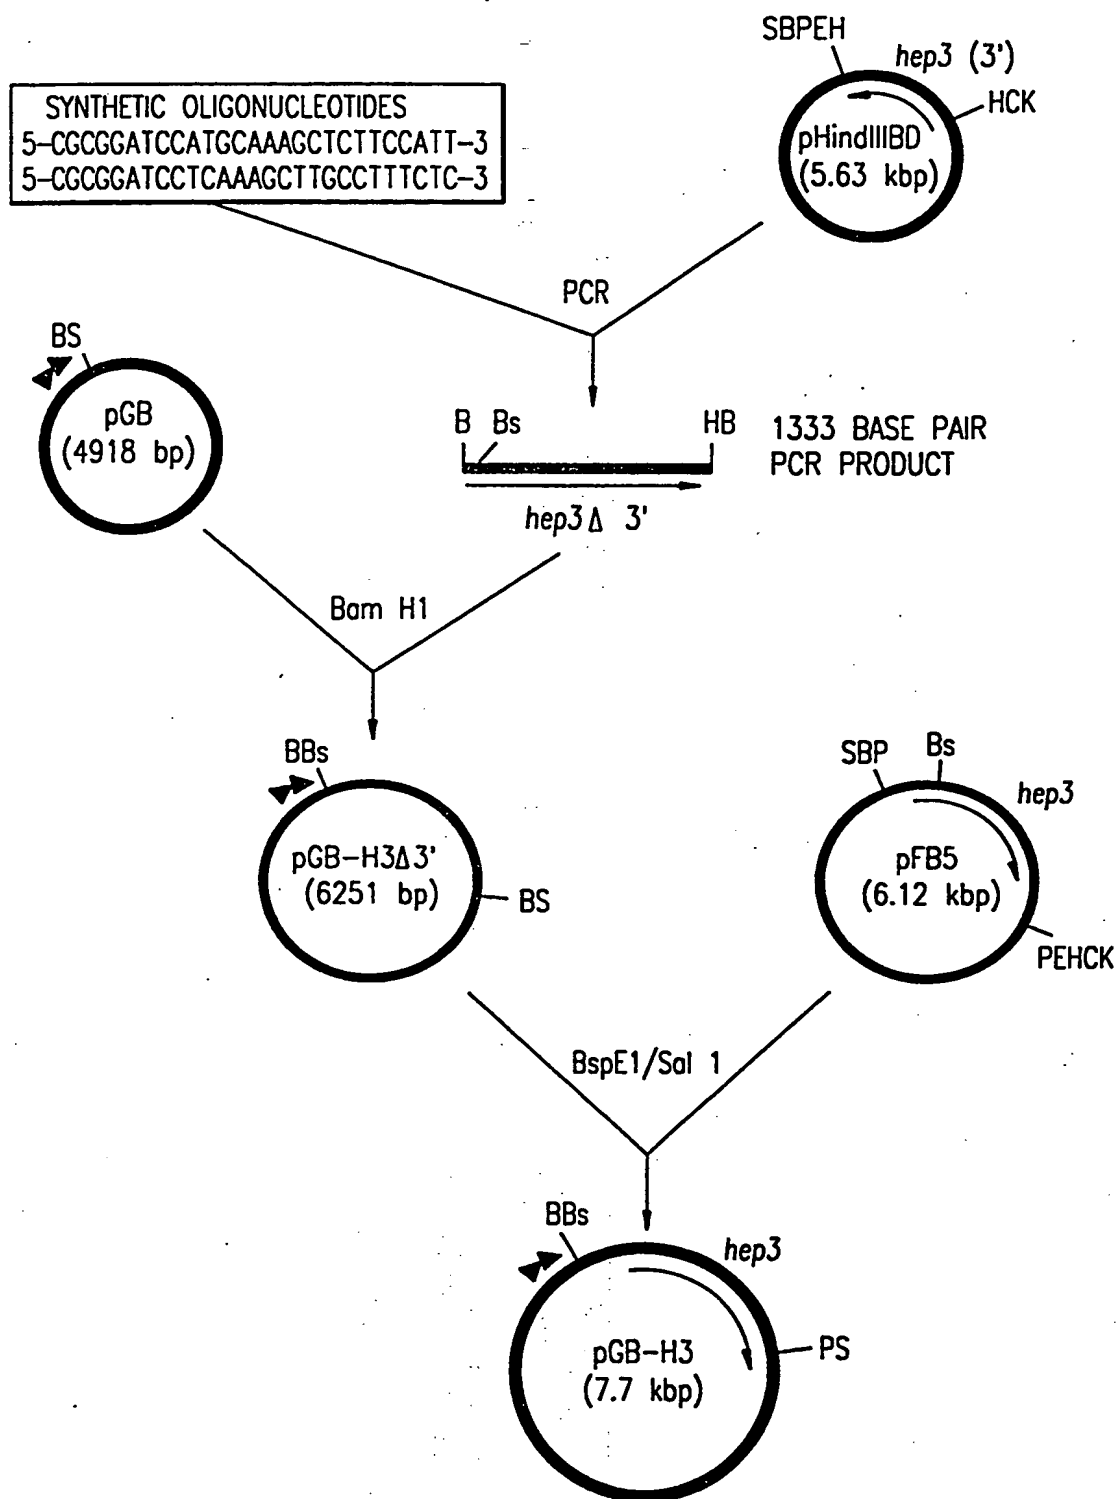 SBPEH
hep3 (3')
HCK
pHindIIIBD
(5.63 kbp)
SYNTHETIC OLIGONUCLEOTIDES
5-CGCGGATCCATGCAAAGCTCTTCCATT-3
5-CGCGGATCCTCAAAGCTTGCCTTTCTC-3
PCR
BS
pGB
(4918 bp)
B Bs HB
1333 BASE PAIR
PCR PRODUCT
hep3Δ 3'
Bam H1
BBs
pGB-H3Δ3'
(6251 bp)
BS
SBP
Bs
hep3
pFB5
(6.12 kbp)
PEHCK
BspE1/Sal 1
BBs
hep3
pGB-H3
(7.7 kbp)
PS